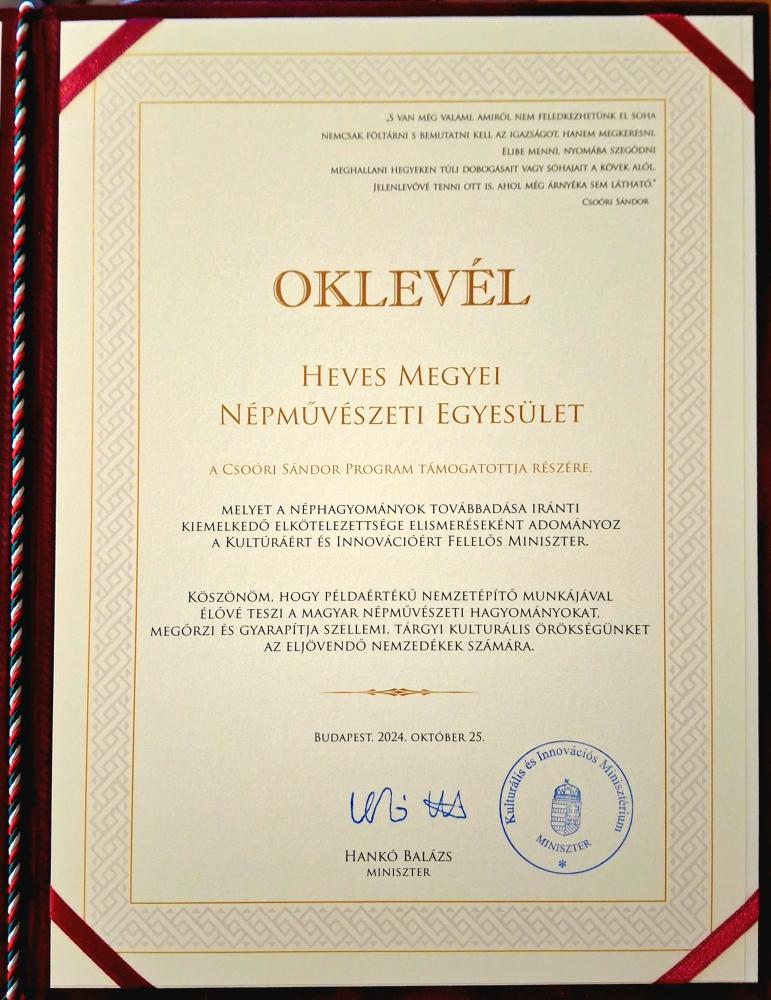 „S VAN MÉG VALAMI, AMIRŐL NEM FELEDKEZHETÜNK EL SOHA
NEMCSAK FÖLTÁRNI S BEMUTATNI KELL AZ IGAZSÁGOT, HANEM MEGKERESNI,
ELIBE MENNI, NYOMÁBA SZEGŐDNI
MEGHALLANI HEGYEKEN TÚLI DOBOGÁSAIT VAGY SÓHAJAIT A KÖVEK ALÓL.
JELENLEVŐVÉ TENNI OTT IS, AHOL MÉG ÁRNYÉKA SEM LÁTHATÓ."
CSOÓRI SÁNDOR
OKLEVÉL
HEVES MEGYEI
NÉPMŰVÉSZETI EGYESÜLET
A CSOÓRI SÁNDOR PROGRAM TÁMOGATOTTJA RÉSZÉRE,
MELYET A NÉPHAGYOMÁNYOK TOVÁBBADÁSA IRÁNTI
KIEMELKEDŐ ELKÖTELEZETTSÉGE ELISMERÉSEKÉNT ADOMÁNYOZ
A KULTÚRÁÉRT ÉS INNOVÁCIÓÉRT FELELŐS MINISZTER.
KÖSZÖNÖM, HOGY PÉLDAÉRTÉKŰ NEMZETÉPÍTŐ MUNKÁJÁVAL
ÉLŐVÉ TESZI A MAGYAR NÉPMŰVÉSZETI HAGYOMÁNYOKAT,
MEGŐRZI ÉS GYARAPÍTJA SZELLEMI, TÁRGYI KULTURÁLIS ÖRÖKSÉGÜNKET
AZ ELJÖVENDŐ NEMZEDÉKEK SZÁMÁRA.
BUDAPEST, 2024. OKTÓBER 25.
Kulturális és Innovációs Minisztérium
MINISZTER
*
HANKÓ BALÁZS
MINISZTER